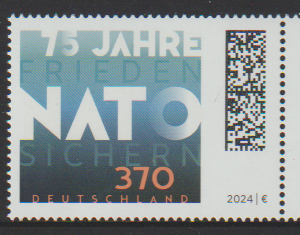 75 JAHRE
FRIEDEN
NATO
SICHERN
370
DEUTSCHLAND
2024 | €